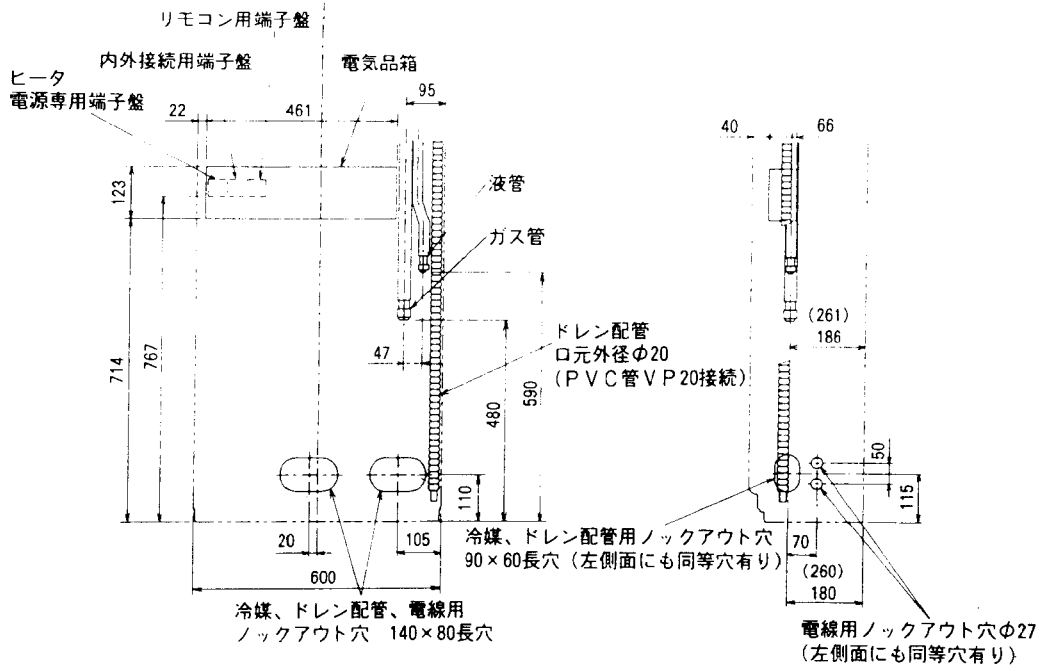 リモコン用端子盤
内外接続用端子盤
電気品箱
ヒータ
電源専用端子盤
22
461
95
40
66
123
液管
ガス管
714
767
47
480
590
ドレン配管
口元外径Φ20
(PVC管VP20接続)
(261)
186
50
115
110
20
105
600
冷媒、ドレン配管用ノックアウト穴
90×60長穴(左側面にも同等穴有り)
70
(260)
180
冷媒、ドレン配管、電線用
ノックアウト穴 140×80長穴
電線用ノックアウト穴Φ27
(左側面にも同等穴有り)